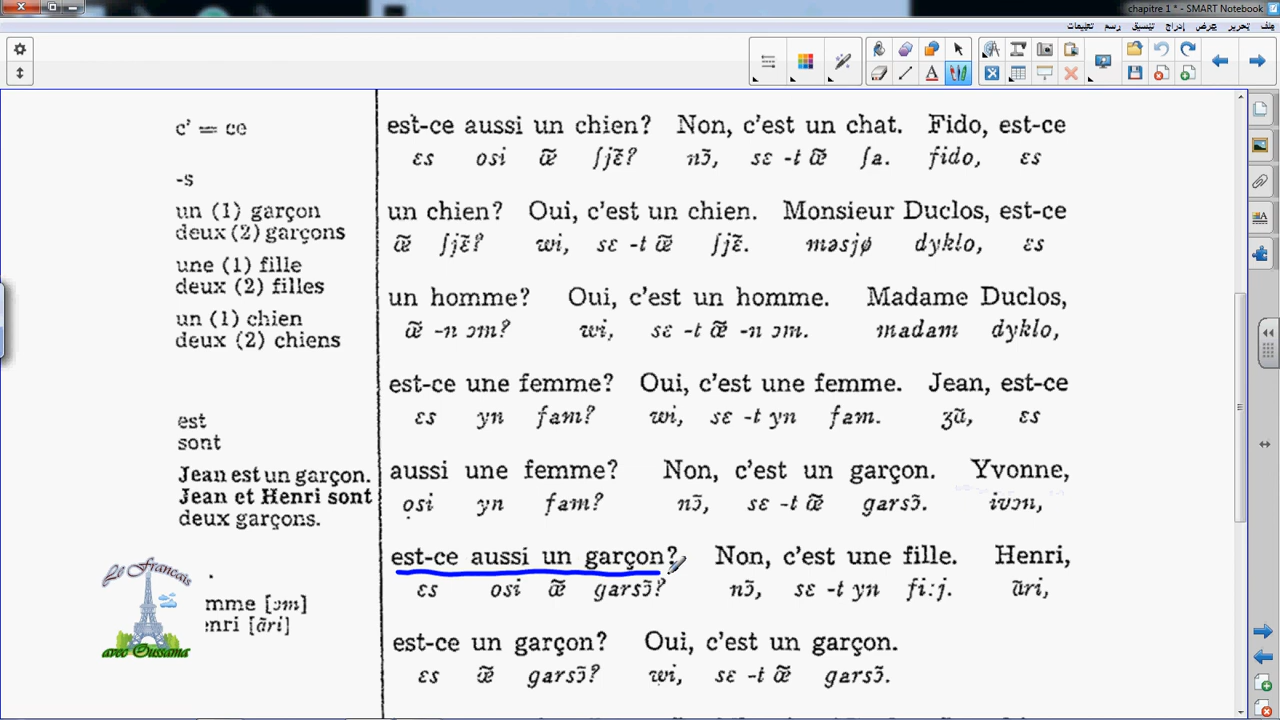 chapitre 1 * - SMART Notebook
ملف تحرير عرض إدراج تنسيق رسم تعليمات
c' = ce
-s
un (1) garçon
deux (2) garçons
une (1) fille
deux (2) filles
un (1) chien
deux (2) chiens
est
sont
Jean est un garçon.
Jean et Henri sont
deux garçons.
mme [ɔm]
enri [ãri]
Le Français
avec Oussama
est-ce aussi un chien? Non, c'est un chat. Fido, est-ce
ɛs osi œ̃ ʃjɛ̃? nɔ̃, sɛ -t œ̃ ʃa. fido, ɛs
un chien? Oui, c'est un chien. Monsieur Duclos, est-ce
œ̃ ʃjɛ̃? wi, sɛ -t œ̃ ʃjɛ̃. məsjø dyklo, ɛs
un homme? Oui, c'est un homme. Madame Duclos,
œ̃ -n ɔm? wi, sɛ -t œ̃ -n ɔm. madam dyklo,
est-ce une femme? Oui, c'est une femme. Jean, est-ce
ɛs yn fam? wi, sɛ -t yn fam. ʒã, ɛs
aussi une femme? Non, c'est un garçon. Yvonne,
osi yn fam? nɔ̃, sɛ -t œ̃ garsɔ̃. ivɔn,
est-ce aussi un garçon? Non, c'est une fille. Henri,
ɛs osi œ̃ garsɔ̃? nɔ̃, sɛ -t yn fi:j. ãri,
est-ce un garçon? Oui, c'est un garçon.
ɛs œ̃ garsɔ̃? wi, sɛ -t œ̃ garsɔ̃.